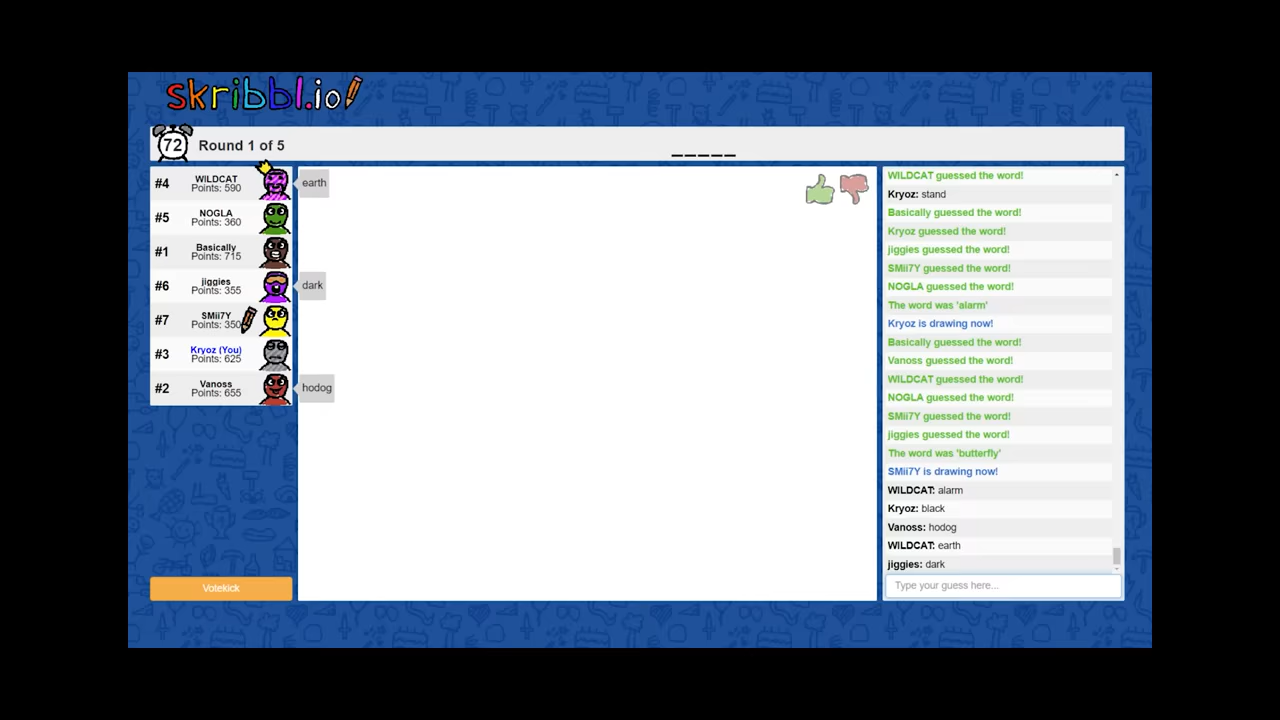 skribbl.io
72
Round 1 of 5
_____
#4
WILDCAT
Points: 590
#5
NOGLA
Points: 360
#1
Basically
Points: 715
#6
jiggies
Points: 355
#7
SMii7Y
Points: 350
#3
Kryoz (You)
Points: 625
#2
Vanoss
Points: 655
Votekick
earth
dark
hodog
WILDCAT guessed the word!
Kryoz: stand
Basically guessed the word!
Kryoz guessed the word!
jiggies guessed the word!
SMii7Y guessed the word!
NOGLA guessed the word!
The word was 'alarm'
Kryoz is drawing now!
Basically guessed the word!
Vanoss guessed the word!
WILDCAT guessed the word!
NOGLA guessed the word!
SMii7Y guessed the word!
jiggies guessed the word!
The word was 'butterfly'
SMii7Y is drawing now!
WILDCAT: alarm
Kryoz: black
Vanoss: hodog
WILDCAT: earth
jiggies: dark
Type your guess here...